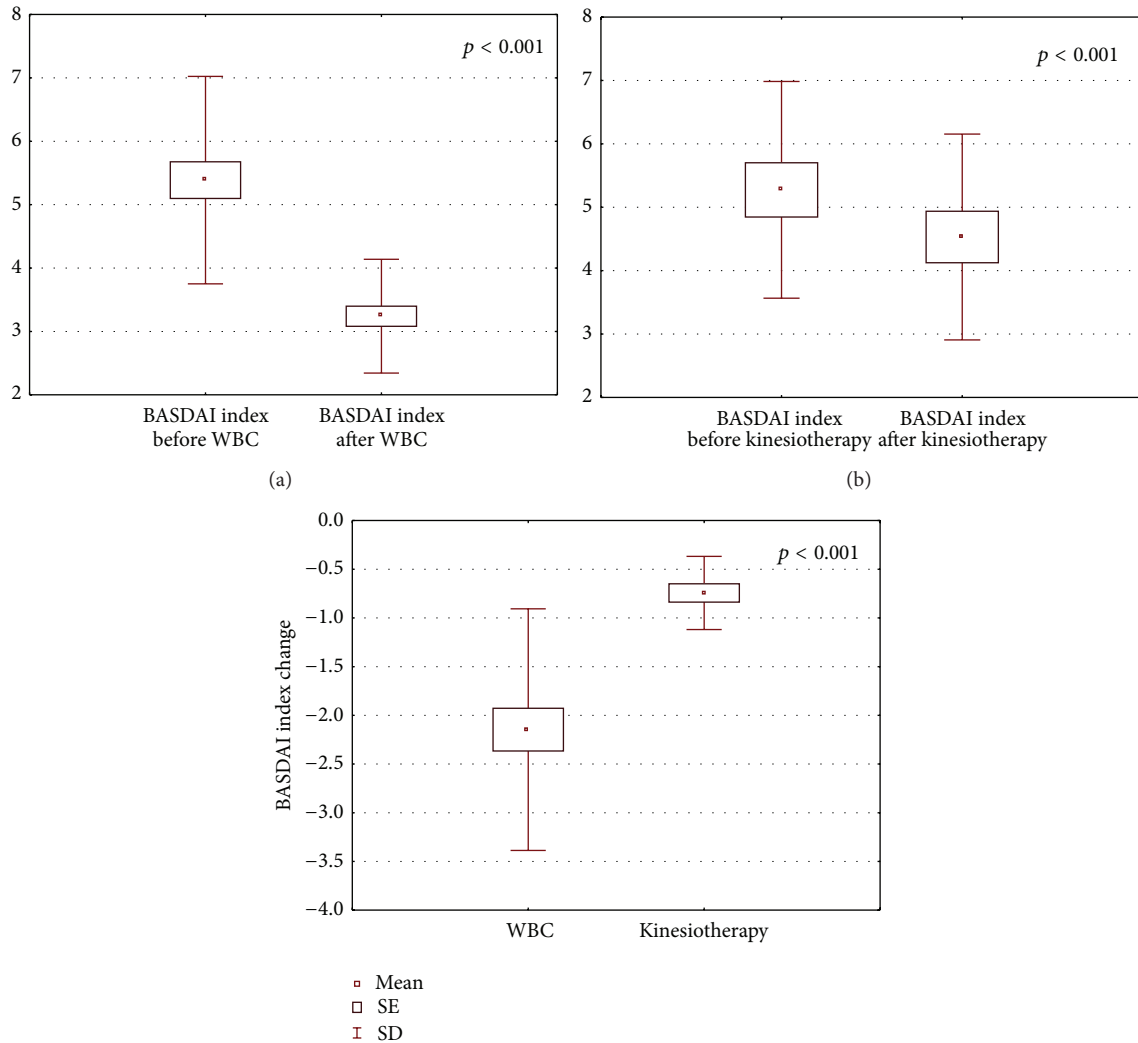 8
7
6
5
4
3
2
p < 0.001
BASDAI index
before WBC
BASDAI index
after WBC
(a)
8
7
6
5
4
3
2
p < 0.001
BASDAI index
before kinesiotherapy
BASDAI index
after kinesiotherapy
(b)
BASDAI index change
0.0
−0.5
−1.0
−1.5
−2.0
−2.5
−3.0
−3.5
−4.0
p < 0.001
WBC
Kinesiotherapy
Mean
SE
SD